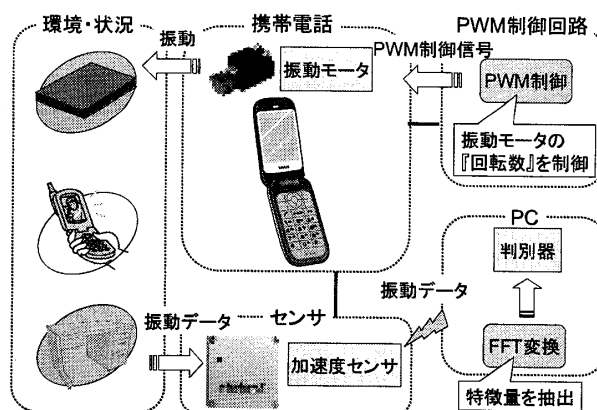 環境・状況
振動
携帯電話
振動モータ
PWM制御信号
PWM制御回路
PWM制御
振動モータの
『回転数』を制御
PC
判別器
振動データ
FFT変換
特徴量を抽出
センサ
加速度センサ
振動データ